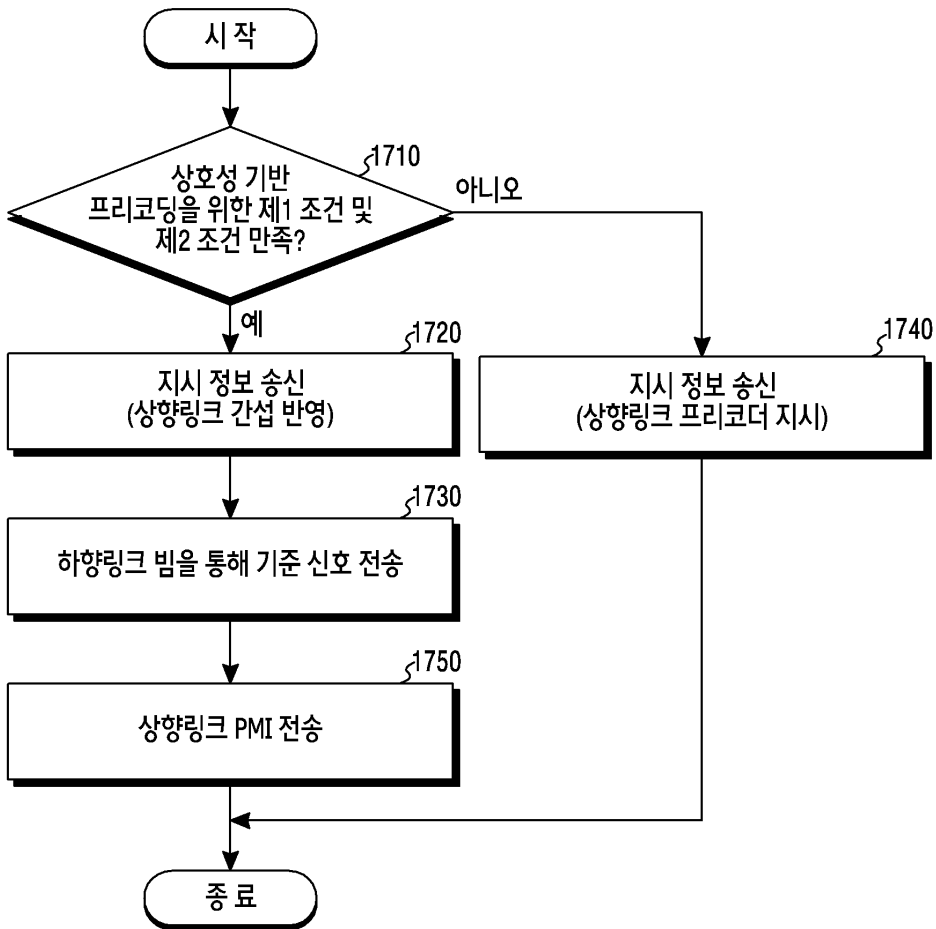 시 작
1710
상호성 기반
프리코딩을 위한 제1 조건 및
제2 조건 만족?
아니오
예
1720
지시 정보 송신
(상향링크 간섭 반영)
1740
지시 정보 송신
(상향링크 프리코더 지시)
1730
하향링크 빔을 통해 기준 신호 전송
1750
상향링크 PMI 전송
종 료